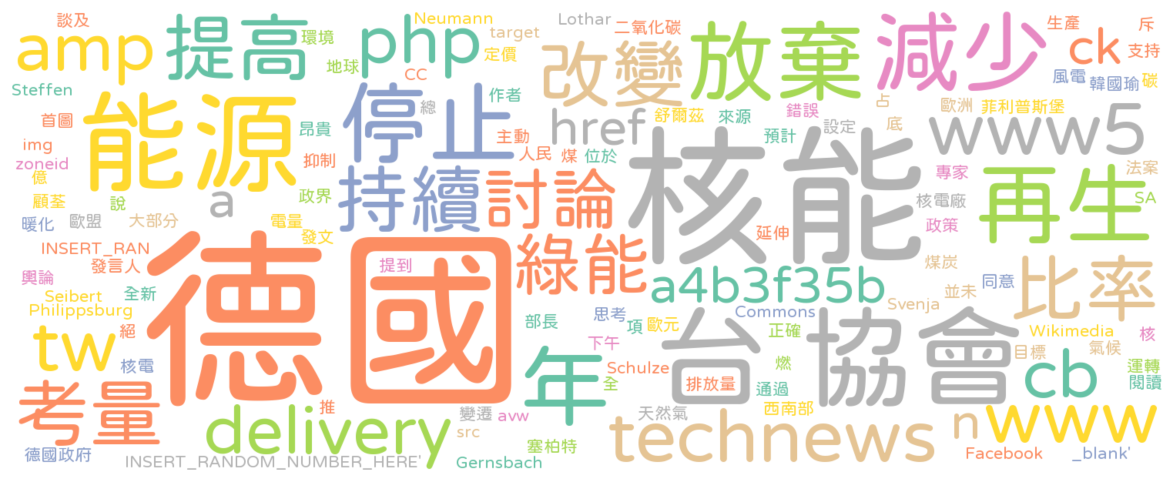 談及
Neumann
Lothar
二氧化碳
生產
斥
amp
提高
環境
php
target
定價
改變
放棄
減少
ck
支持
地球
CC
風電
韓國瑜
碳
Steffen
能源
停止
總
作者
舒爾茲
來源
錯誤
占
歐洲
菲利普斯堡
首圖
昂貴
href
底
www5
img
主動
預計
設定
zoneid
抑制
人民
煤
位於
核能
專家
法案
億
持續
討論
再生
顧荃
說
政界
a
核電廠
SA
暖化
歐盟
大部分
電量
延伸
政策
發文
INSERT_RAN
德國
提到
綠能
發言人
煤炭
比率
輿論
a4b3f35b
同意
Seibert
全新
Svenja
並未
Philippsburg
部長
思考
項
歐元
Commons
台
協會
tw
絕
正確
Wikimedia
核
核電
年
下午
目標
氣候
Schulze
燃
cb
運轉
考量
全
排放量
通過
閱讀
delivery
推
變遷
avw
天然氣
西南部
technews
n
www
src
德國政府
INSERT_RANDOM_NUMBER_HERE'
Gernsbach
塞柏特
Facebook
_blank'